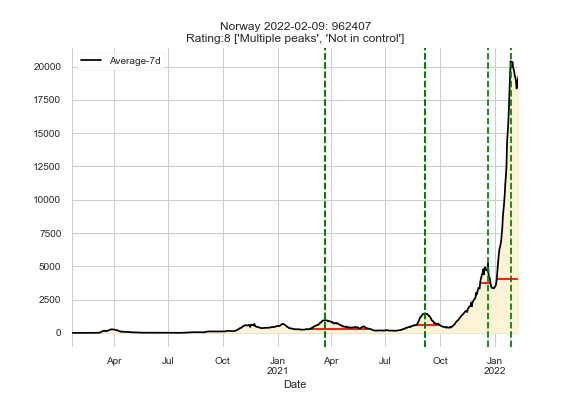 Norway 2022-02-09: 962407
Rating:8 ['Multiple peaks', 'Not in control']
Average-7d
20000
17500
15000
12500
10000
7500
5000
2500
0
Apr Jul Oct Jan Apr Jul Oct Jan
2021 2022
Date